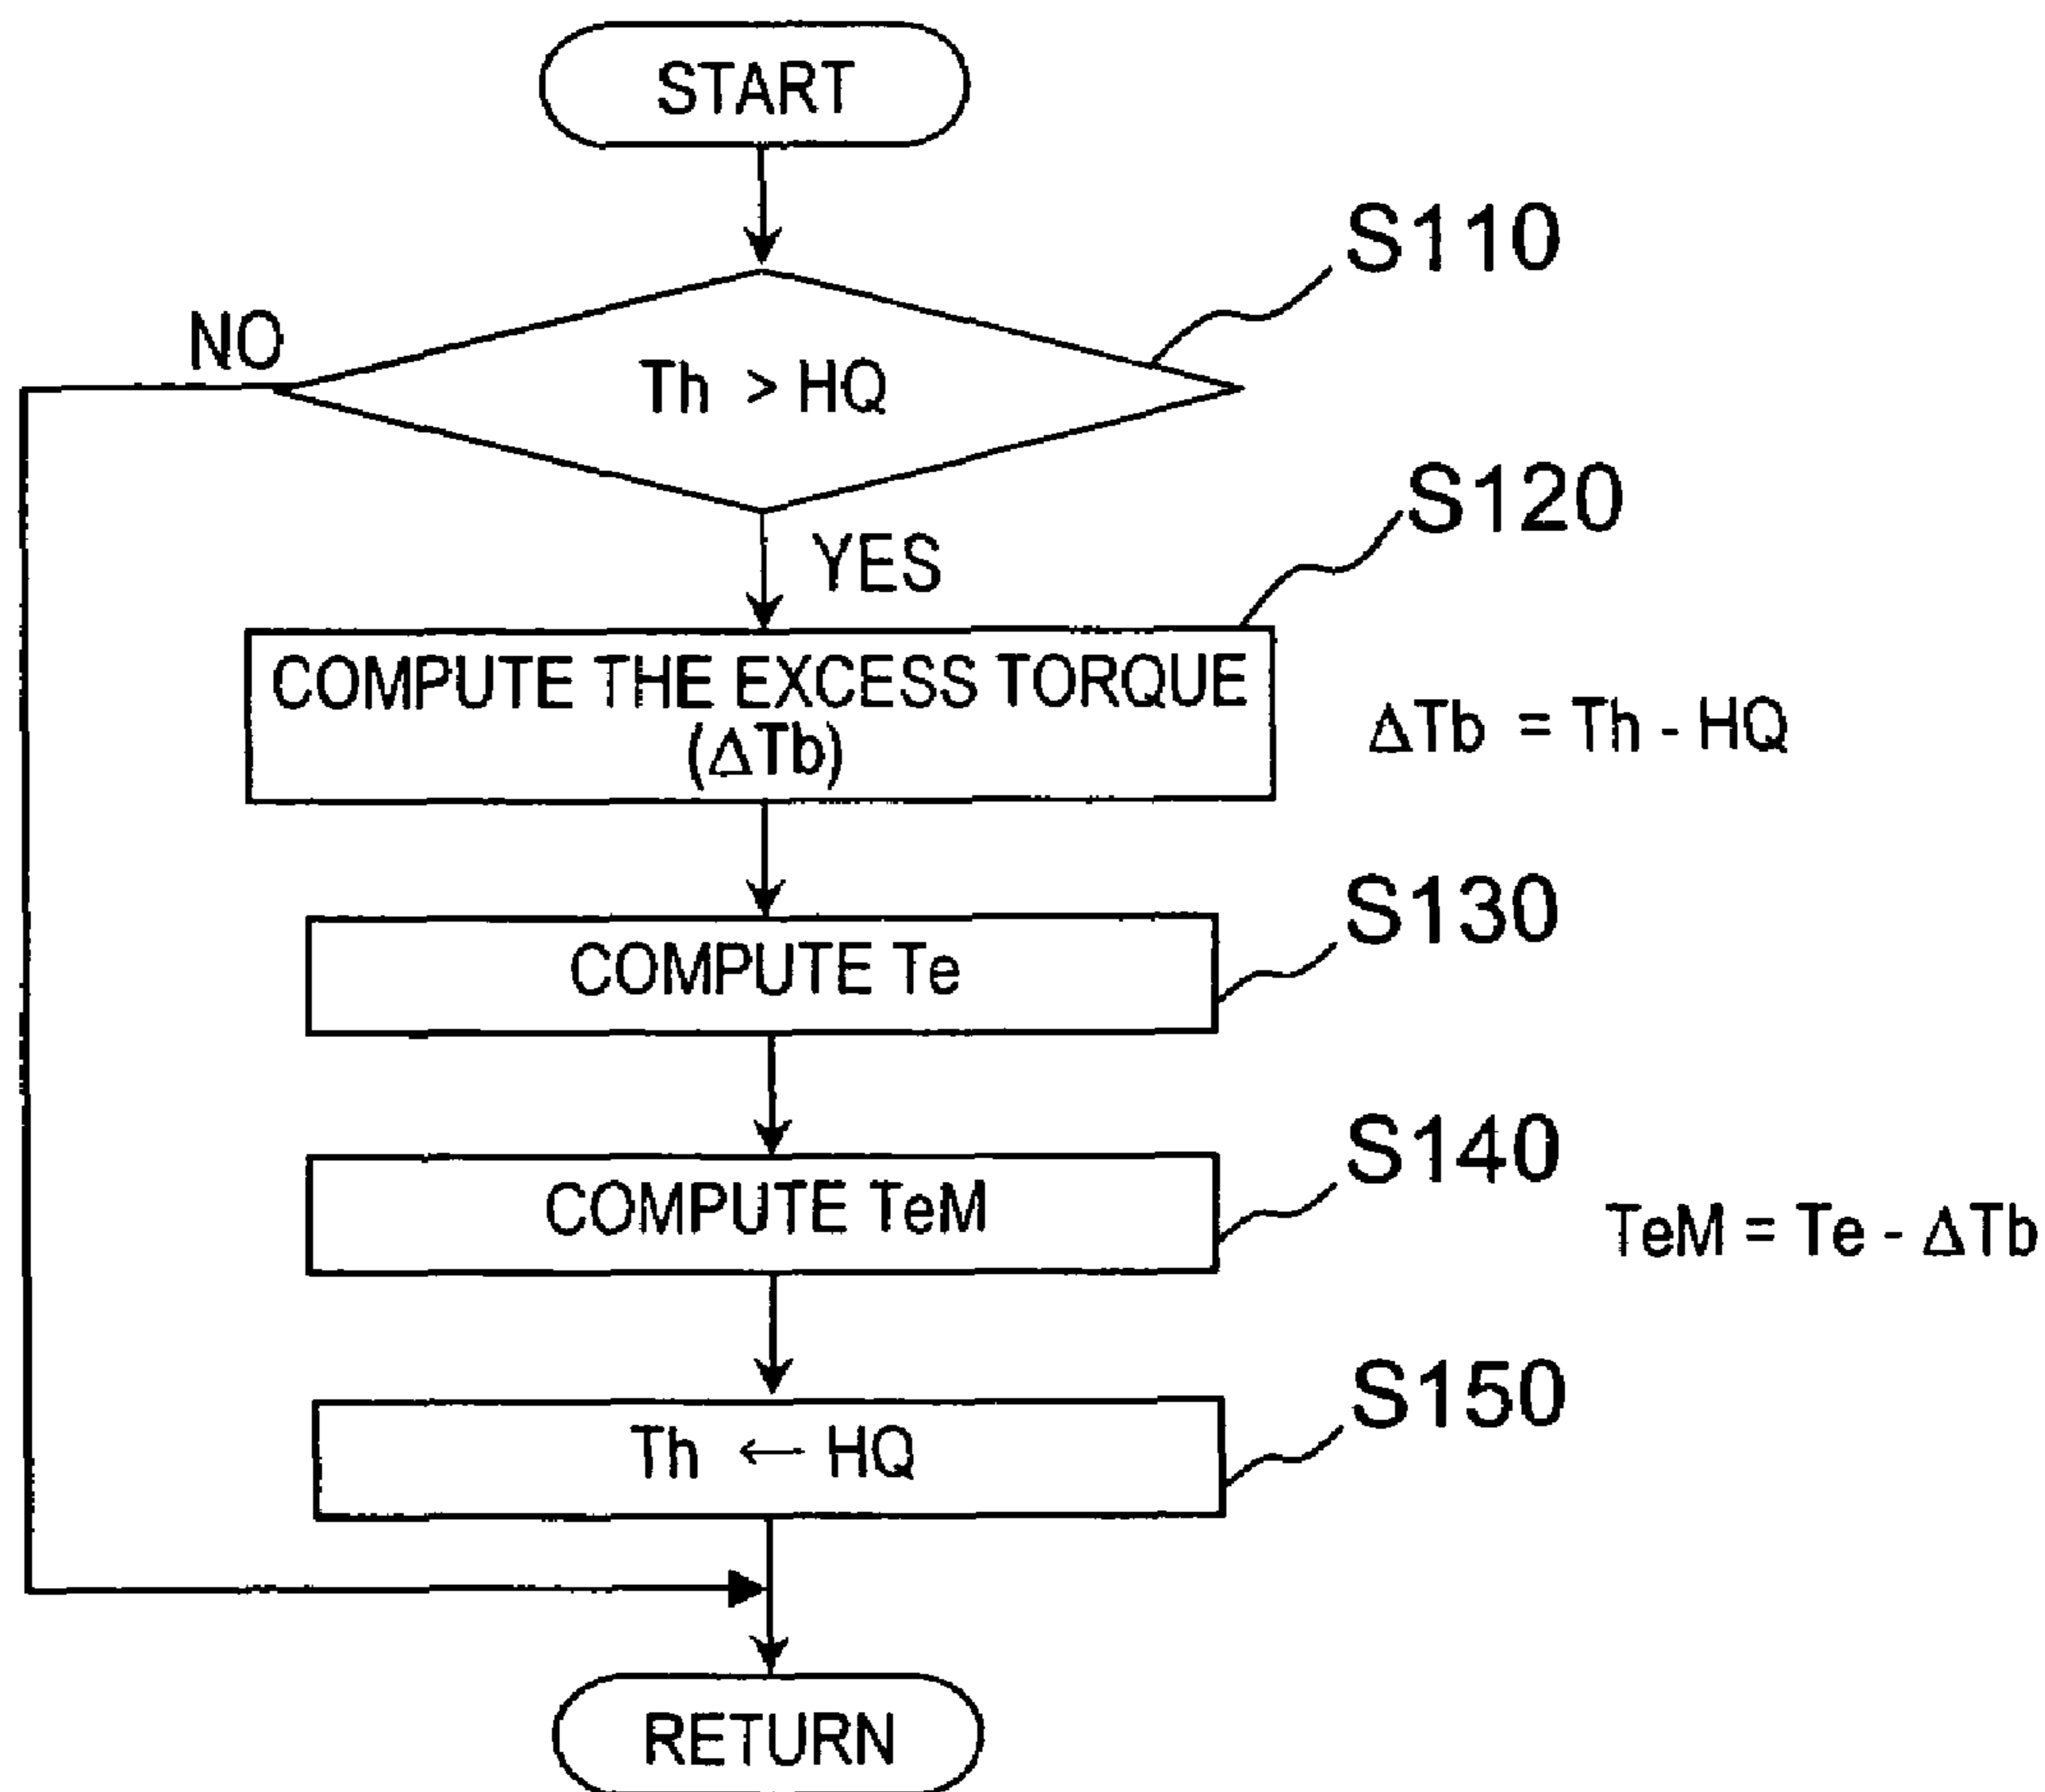 START
S110
NO
Th > HQ
S120
YES
COMPUTE THE EXCESS TORQUE
(ΔTb)
ΔTb = Th - HQ
S130
COMPUTE Te
S140
COMPUTE TeM
TeM = Te - ΔTb
S150
Th ← HQ
RETURN